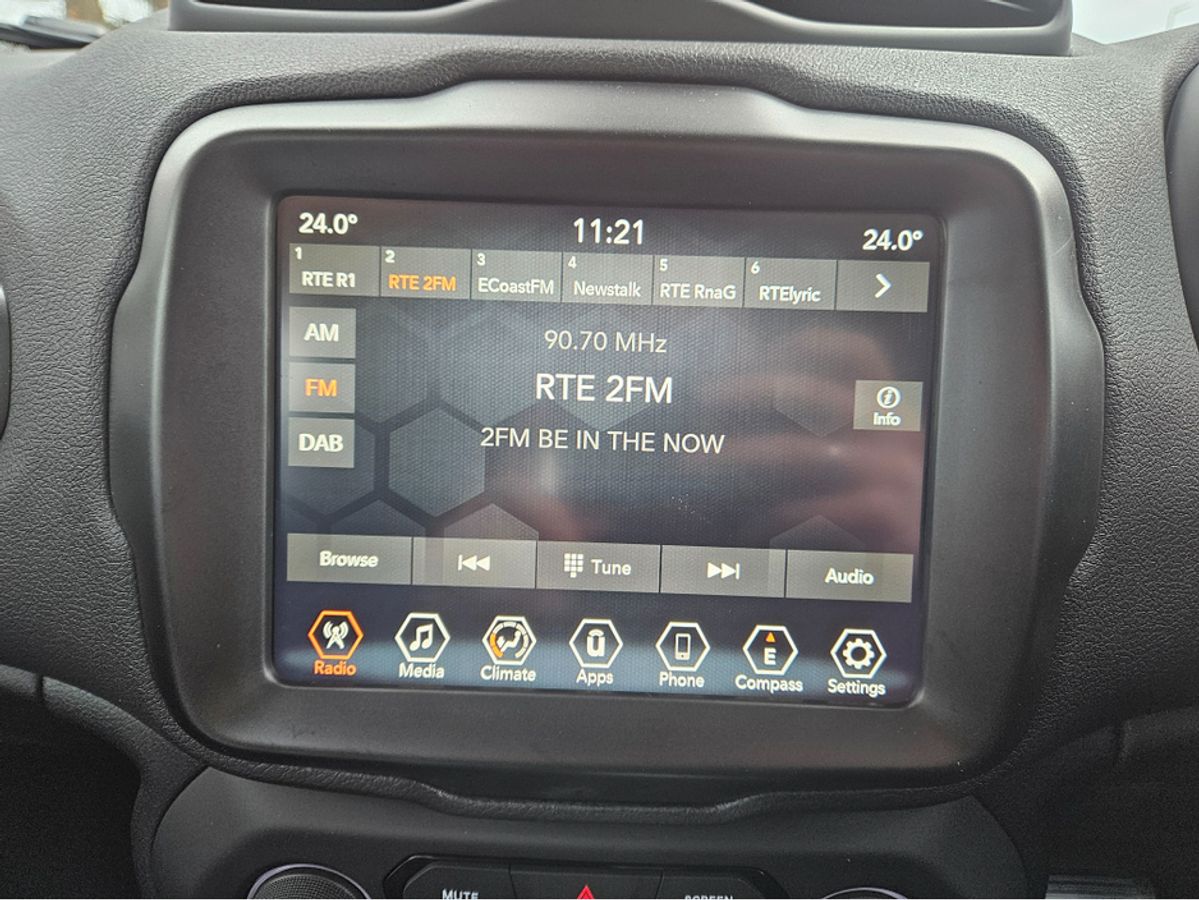 24.0° 11:21 24.0°
1 2 3 4 5 6
RTE R1 RTE 2FM ECoastFM Newstalk RTE RnaG RTElyric
AM
FM
DAB
90.70 MHz
RTE 2FM
2FM BE IN THE NOW
i
Info
Browse Tune Audio
E
Radio Media Climate Apps Phone Compass Settings
MUTE SCREEN